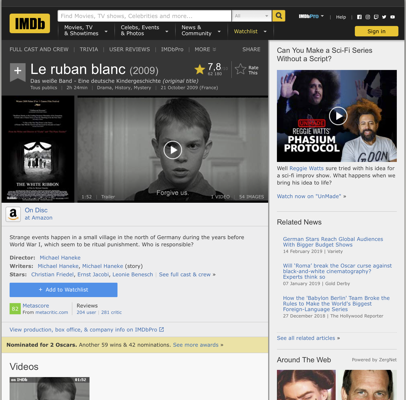 IMDb
Find Movies, TV shows, Celebrities and more...
All
IMDbPro
Help
Movies, TV
& Showtimes
Celebs, Events
& Photos
News &
Community
Watchlist
Sign in
FULL CAST AND CREW | TRIVIA | USER REVIEWS | IMDbPro | MORE
SHARE
Le ruban blanc (2009)
Das weiße Band - Eine deutsche Kindergeschichte (original title)
Tous publics | 2h 24min | Drama, History, Mystery | 21 October 2009 (France)
7,8
Rate
This
THE WHITE RIBBON
1:52 | Trailer
Forgive us.
1 VIDEO
On Disc
at Amazon
Strange events happen in a small village in the north of Germany during the years before
World War I, which seem to be ritual punishment. Who is responsible?
Director: Michael Haneke
Writers: Michael Haneke, Michael Haneke (story)
Stars: Christian Friedel, Ernst Jacobi, Leonie Benesch | See full cast & crew »
+ Add to Watchlist
Metascore
From metacritic.com
Reviews
204 user | 281 critic
View production, box office, & company info on IMDbPro
Nominated for 2 Oscars. Another 59 wins & 42 nominations. See more awards »
Videos
Can You Make a Sci-Fi Series
Without a Script?
REGGIE WATTS'
PHASIUM
PROTOCOL
Well Reggie Watts sure tried with his idea for
a sci-fi improv show. What happens when we
bring his idea to life?
Watch now on "UnMade" »
Related News
German Stars Reach Global Audiences
With Bigger Budget Shows
14 February 2019 | Variety
Will 'Roma' break the Oscar curse against
black-and-white cinematography?
Experts think so
07 January 2019 | Gold Derby
How the 'Babylon Berlin' Team Broke the
Rules to Make the World's Biggest
Foreign-Language Series
27 December 2018 | The Hollywood Reporter
See all related articles »
Around The Web
Powered by ZergNet